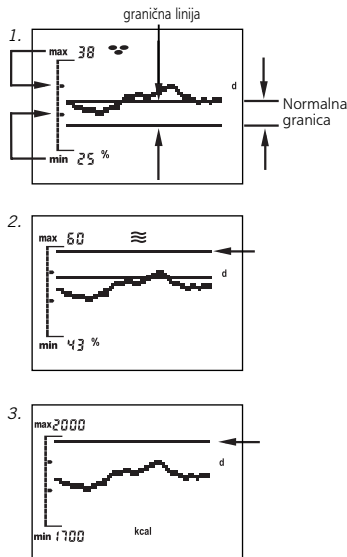 granična linija
1.
max 38
d
Normalna
granica
min 25 %
2.
max 60
d
min 43 %
3.
max 2000
d
min 1700 kcal